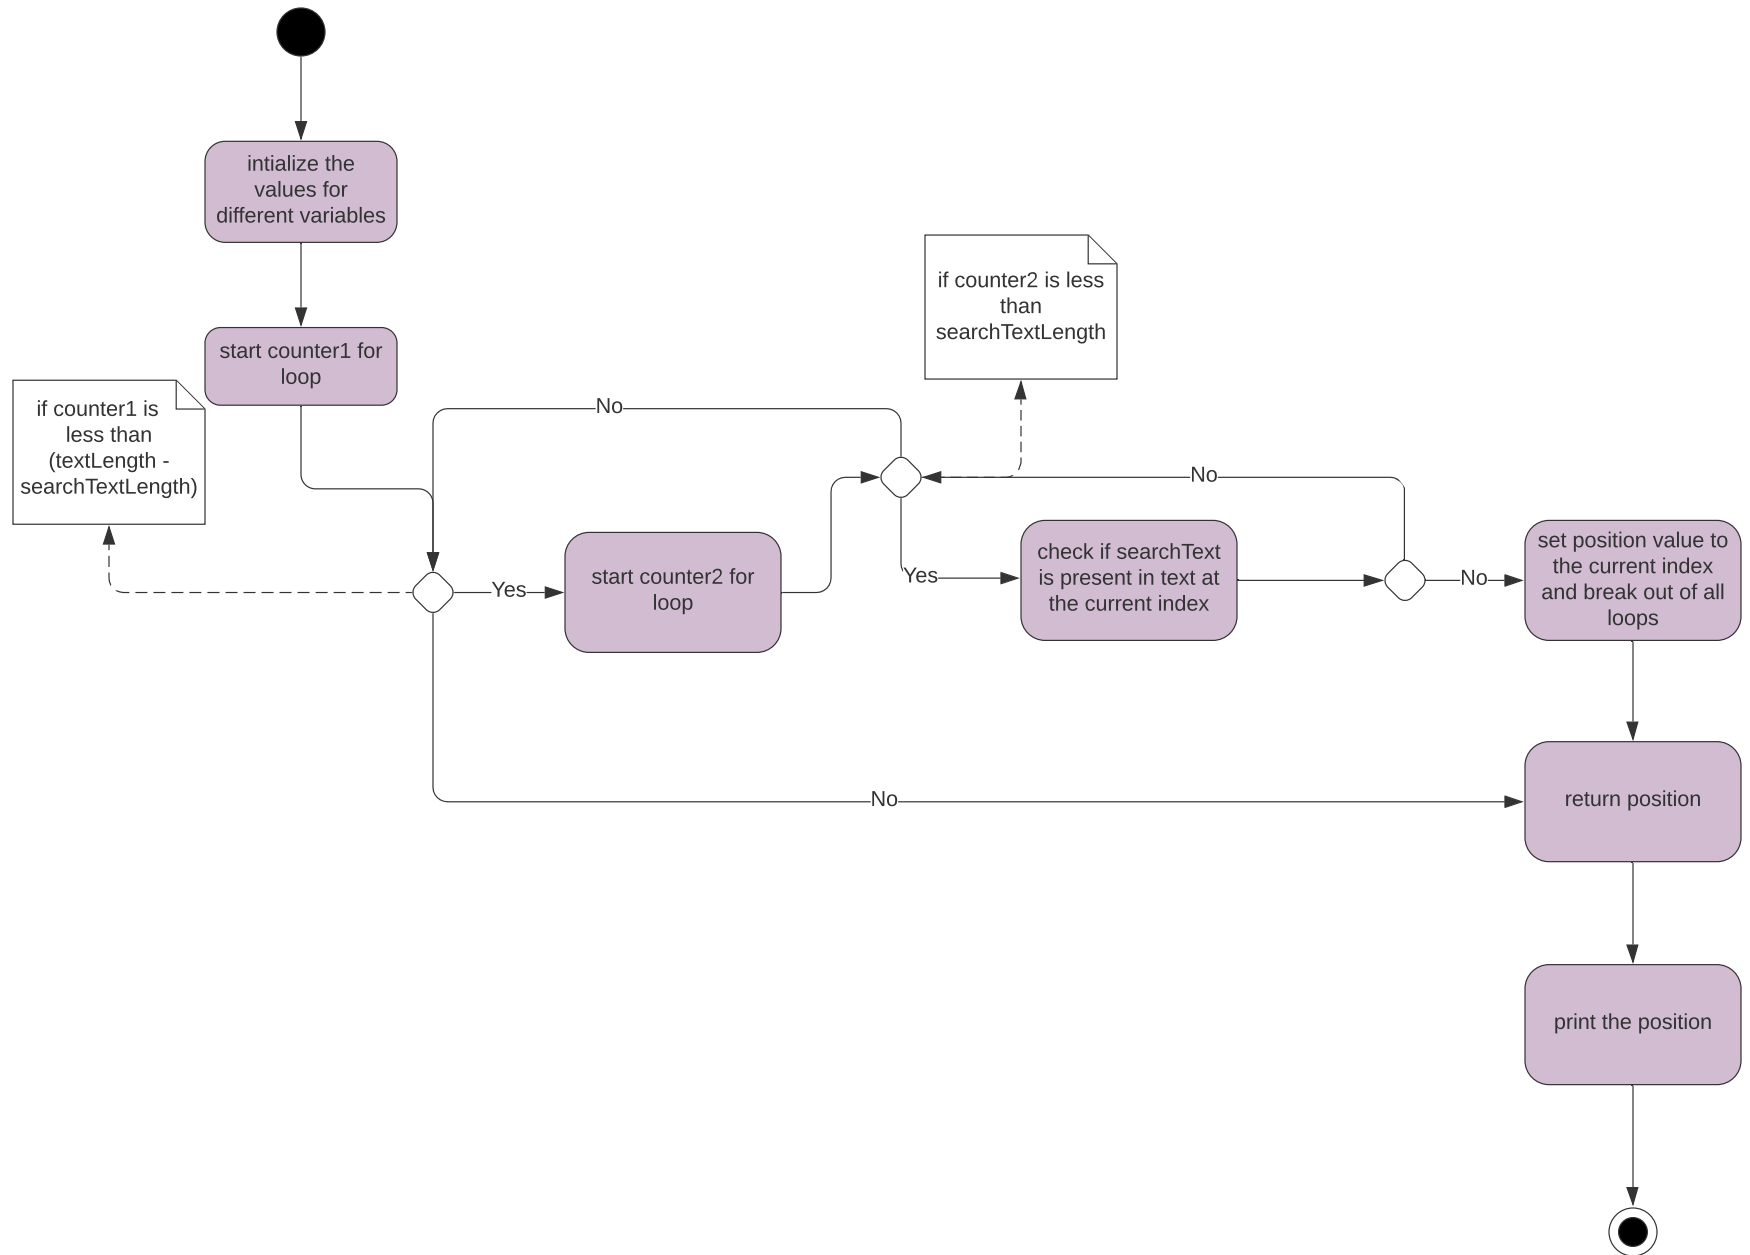 intialize the
values for
different variables
start counter1 for
loop
if counter1 is
less than
(textLength -
searchTextLength)
if counter2 is less
than
searchTextLength
No
No
Yes
start counter2 for
loop
Yes
check if searchText
is present in text at
the current index
No
set position value to
the current index
and break out of all
loops
No
return position
print the position